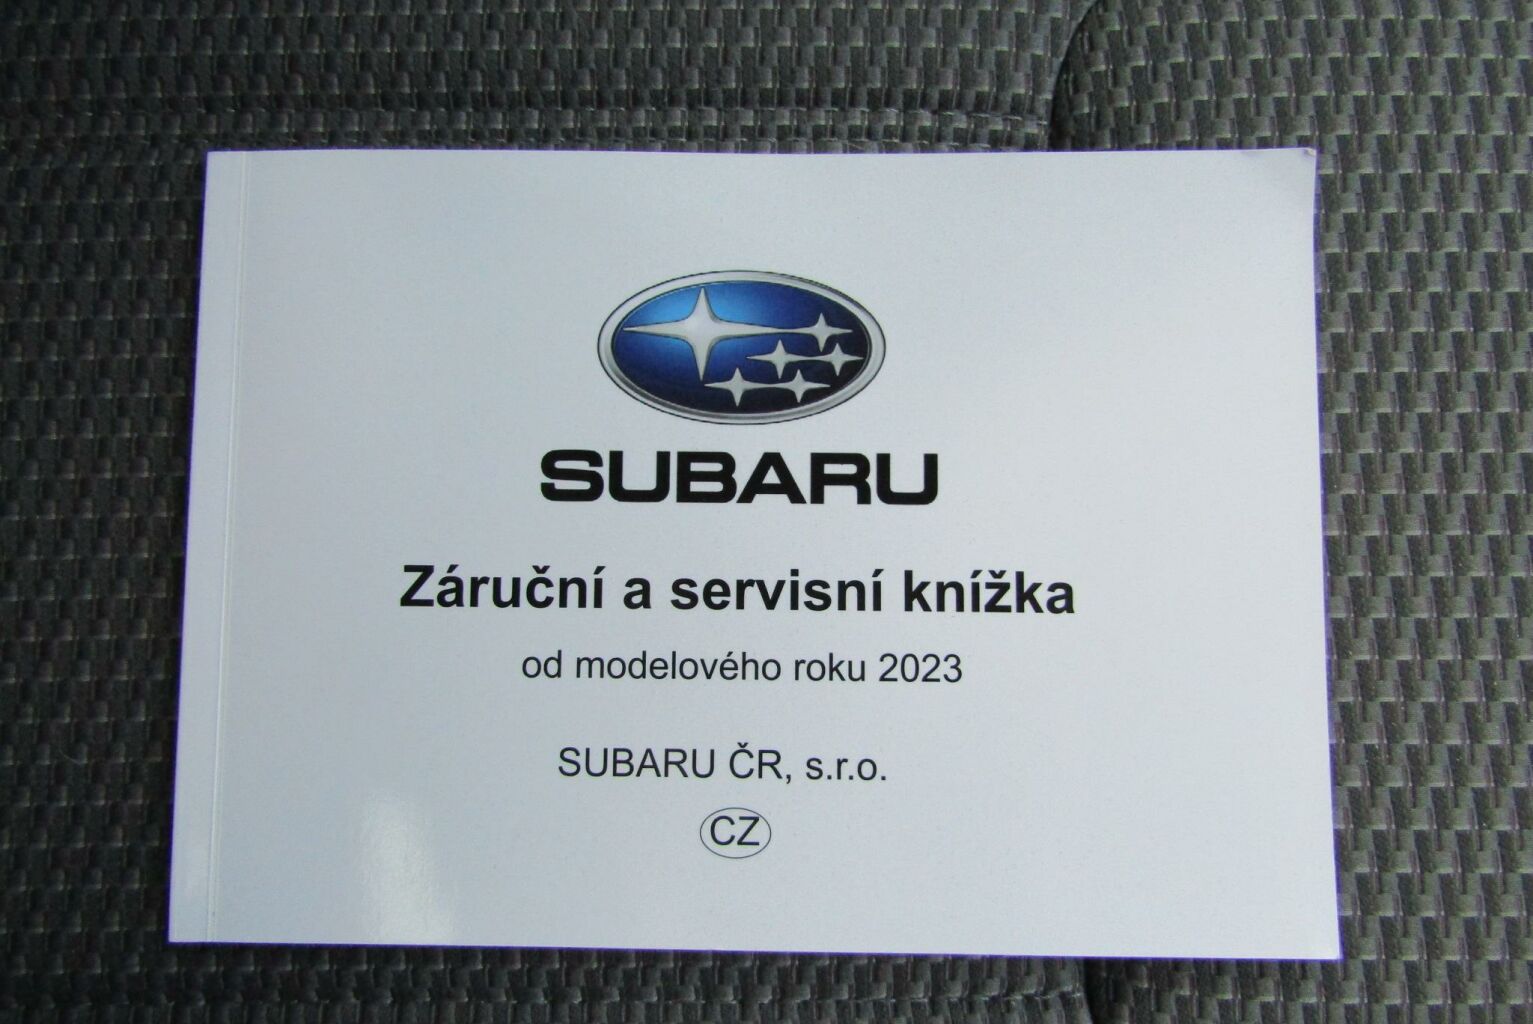 SUBARU
Záruční a servisní knížka
od modelového roku 2023
SUBARU ČR, s.r.o.
CZ